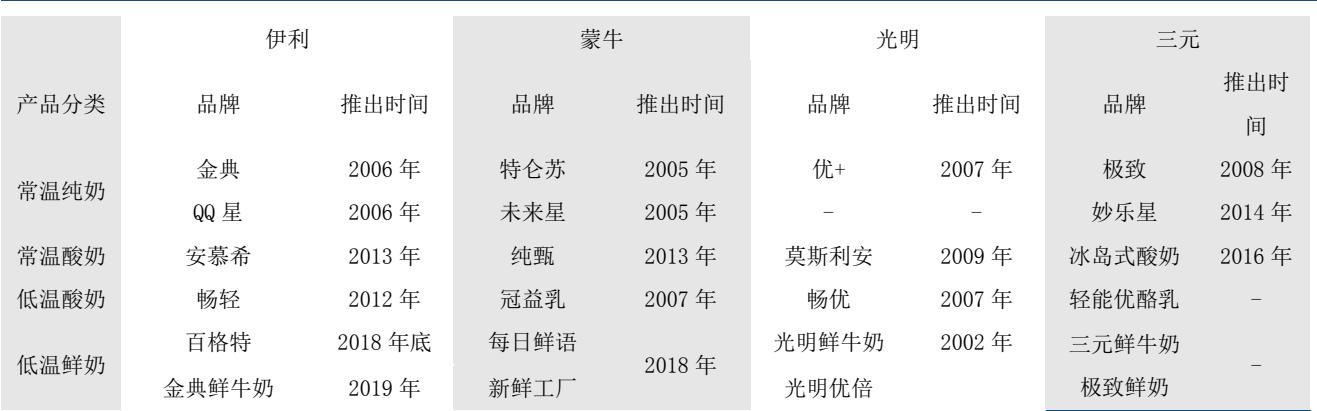 伊利 蒙牛 光明 三元
产品分类 品牌 推出时间 品牌 推出时间 品牌 推出时间 品牌 推出时间
常温纯奶 金典 2006 年 特仑苏 2005 年 优+ 2007 年 极致 2008 年
QQ 星 2006 年 未来星 2005 年 - - 妙乐星 2014 年
常温酸奶 安慕希 2013 年 纯甄 2013 年 莫斯利安 2009 年 冰岛式酸奶 2016 年
低温酸奶 畅轻 2012 年 冠益乳 2007 年 畅优 2007 年 轻能优酪乳 -
低温鲜奶 百格特 2018 年底 每日鲜语 2018 年 光明鲜牛奶 2002 年 三元鲜牛奶 -
金典鲜牛奶 2019 年 新鲜工厂 光明优倍 极致鲜奶